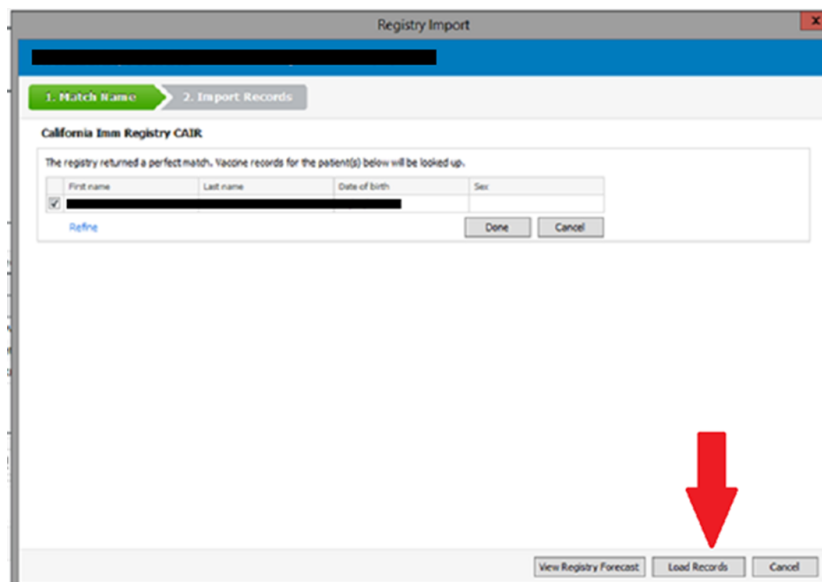 Registry Import
x
1. Match Name 2. Import Records
California Imm Registry CAIR
The registry returned a perfect match. Vaccine records for the patient(s) below will be looked up.
First name Last name Date of birth Sex
Refine Done Cancel
View Registry Forecast Load Records Cancel